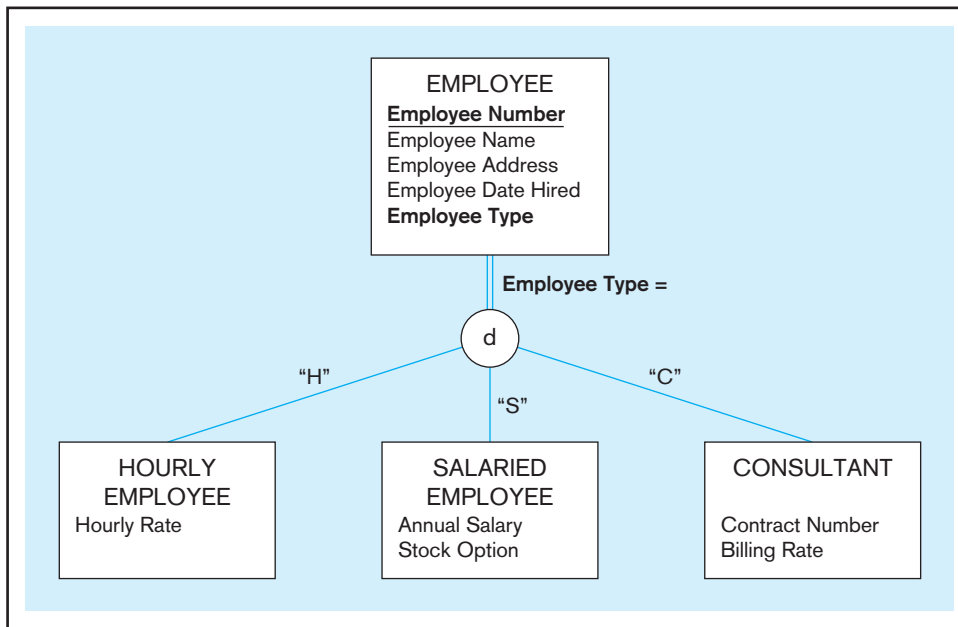 EMPLOYEE
Employee Number
Employee Name
Employee Address
Employee Date Hired
Employee Type
Employee Type =
d
“H”
“S”
“C”
HOURLY
EMPLOYEE
Hourly Rate
SALARIED
EMPLOYEE
Annual Salary
Stock Option
CONSULTANT
Contract Number
Billing Rate